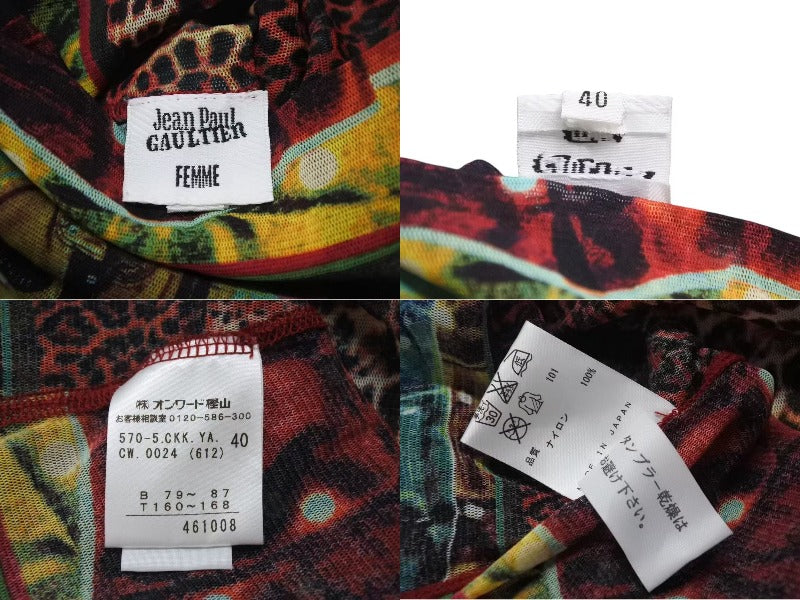 Jean Paul
GAULTIER
FEMME
40
㈱オンワード樫山
お客様相談室 0120-586-300
570-5.CKK.YA. 40
CW.0024 (612)
B 79~ 87
T160~168
461008
101
100%
品質 ナイロン
MADE IN JAPAN
タンブラー乾燥は
お避け下さい。